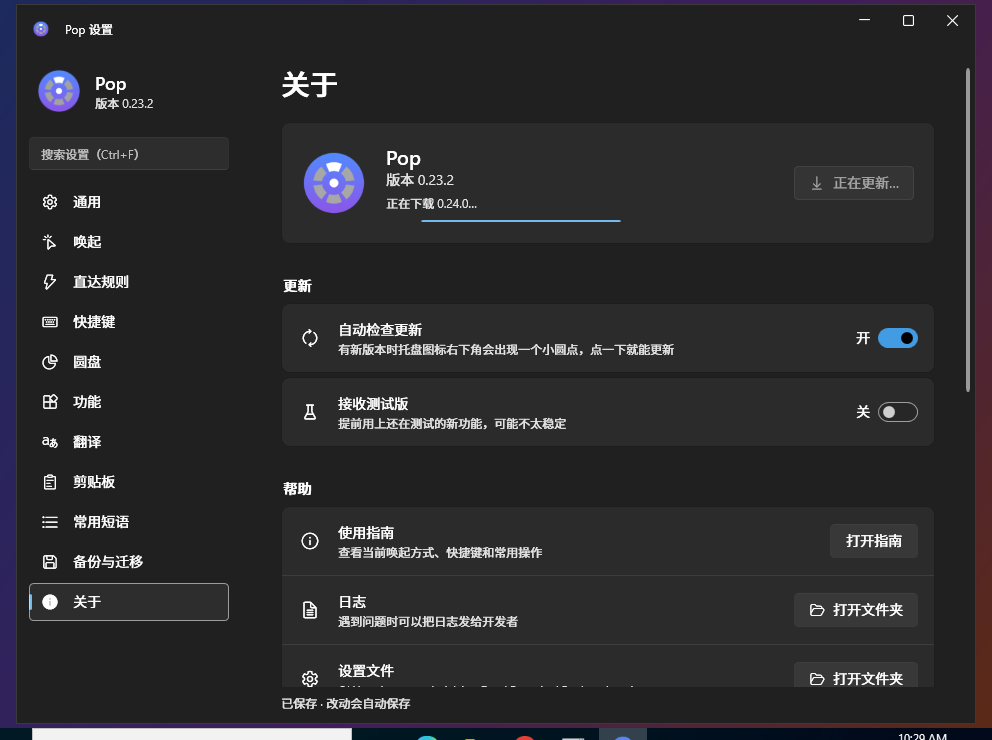 Pop 设置
Pop
版本 0.23.2
搜索设置（Ctrl+F）
通用
唤起
直达规则
快捷键
圆盘
功能
翻译
剪贴板
常用短语
备份与迁移
关于
关于
Pop
版本 0.23.2
正在下载 0.24.0...
正在更新...
更新
自动检查更新
有新版本时托盘图标右下角会出现一个小圆点，点一下就能更新
开
接收测试版
提前用上还在测试的新功能，可能不太稳定
关
帮助
使用指南
查看当前唤起方式、快捷键和常用操作
打开指南
日志
遇到问题时可以把日志发给开发者
打开文件夹
设置文件
打开文件夹
已保存 · 改动会自动保存
10:29 AM